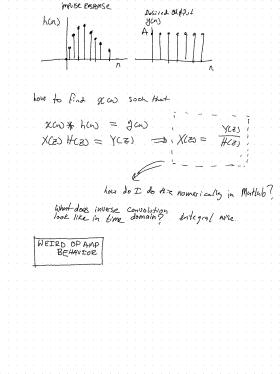 IMPULSE RESPONSE
Desired Output
h(n)
y(n)
A
n
n
how to find x(n) such that
x(n) * h(n) = y(n)
X(z) H(z) = Y(z) ⇒ X(z) = Y(z)/H(z)
how do I do this numerically in Matlab?
What does inverse convolution
look like in time domain? Integral wise
WEIRD OP AMP
BEHAVIOR